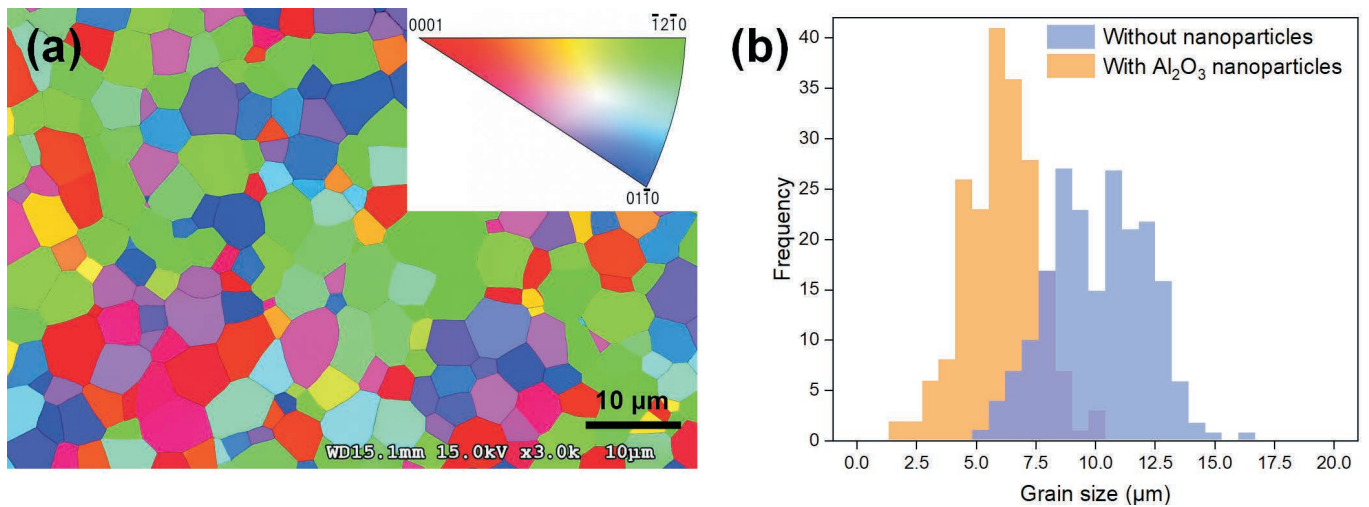 (a)
0001
1̅21̅0
011̅0
10 µm
WD15.1mm 15.0kV x3.0k 10µm
(b)
Without nanoparticles
With Al₂O₃ nanoparticles
Frequency
40
35
30
25
20
15
10
5
0
0.0 2.5 5.0 7.5 10.0 12.5 15.0 17.5 20.0
Grain size (µm)